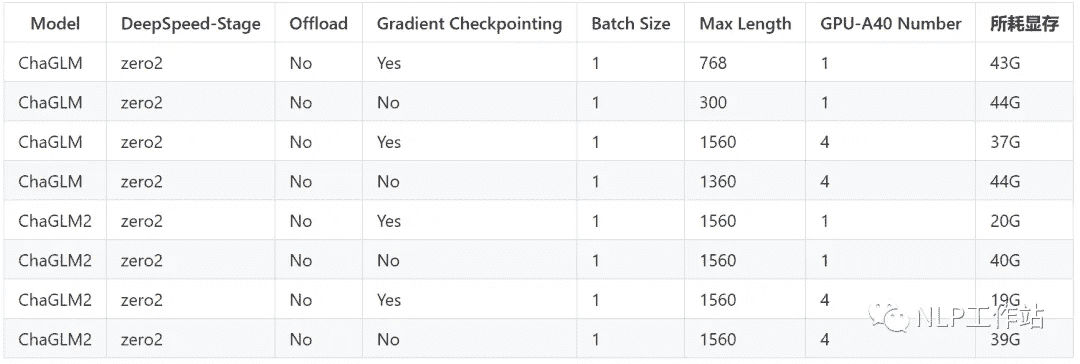 Model DeepSpeed-Stage Offload Gradient Checkpointing Batch Size Max Length GPU-A40 Number 所耗显存
ChaGLM zero2 No Yes 1 768 1 43G
ChaGLM zero2 No No 1 300 1 44G
ChaGLM zero2 No Yes 1 1560 4 37G
ChaGLM zero2 No No 1 1360 4 44G
ChaGLM2 zero2 No Yes 1 1560 1 20G
ChaGLM2 zero2 No No 1 1560 1 40G
ChaGLM2 zero2 No Yes 1 1560 4 19G
NLP工作站
ChaGLM2 zero2 No No 1 1560 4 39G